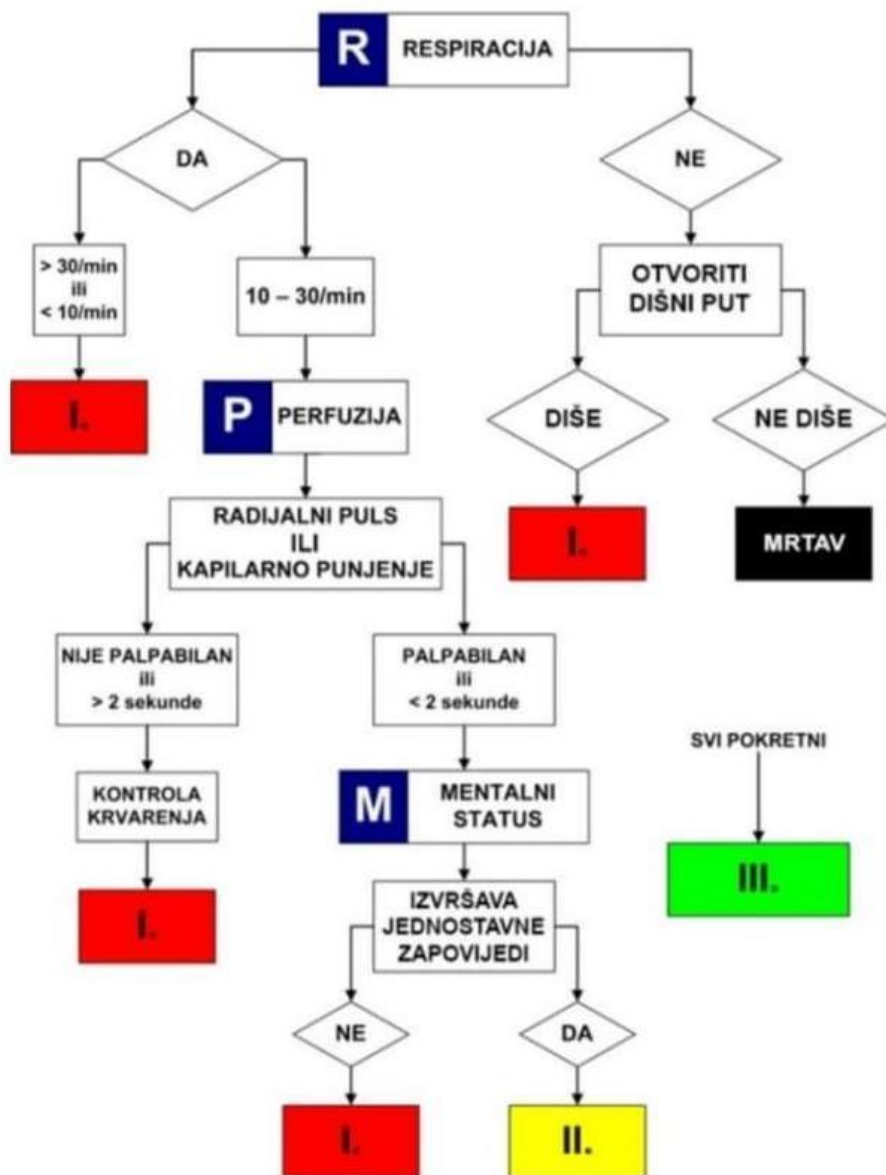 R RESPIRACIJA
DA
NE
> 30/min
ili
< 10/min
10 – 30/min
OTVORITI
DIŠNI PUT
I.
P PERFUZIJA
DIŠE
NE DIŠE
RADIJALNI PULS
ILI
KAPILARNO PUNJENJE
I.
MRTAV
NIJE PALPABILAN
ili
> 2 sekunde
PALPABILAN
ili
< 2 sekunde
SVI POKRETNI
KONTROLA
KRVARENJA
M MENTALNI
STATUS
III.
I.
IZVRŠAVA
JEDNOSTAVNE
ZAPOVIJEDI
NE
DA
I.
II.